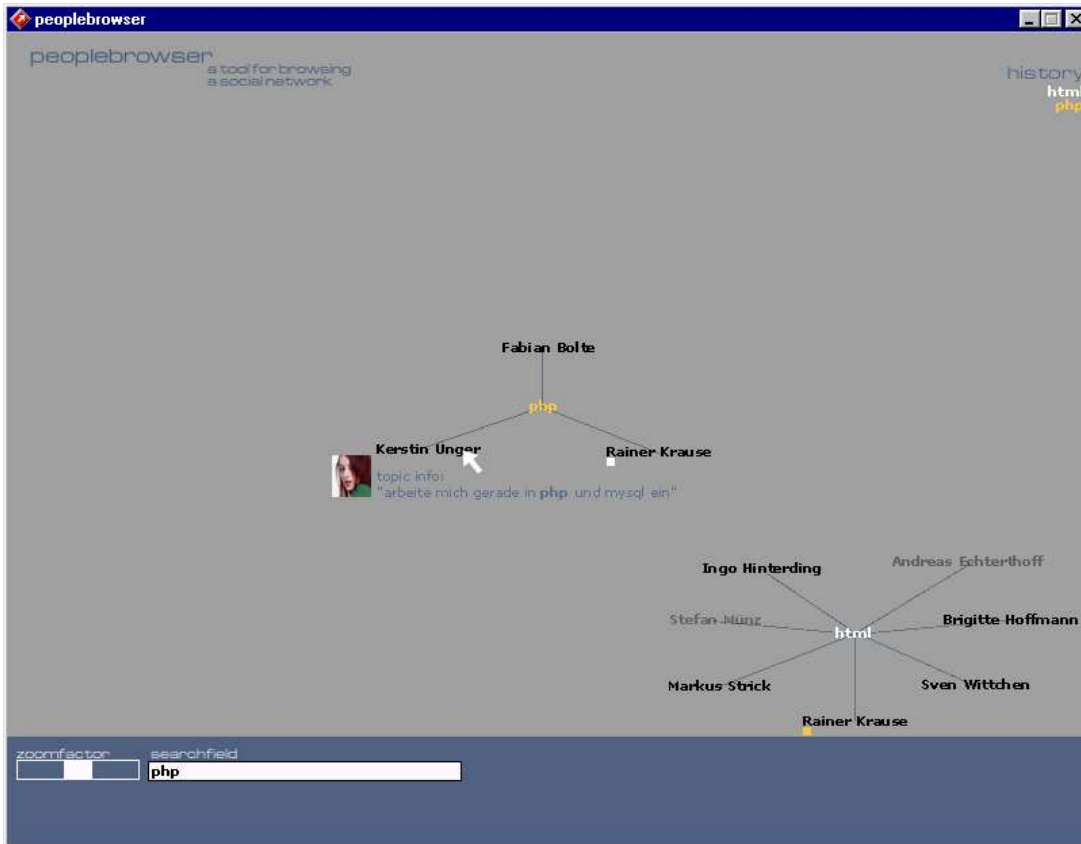 peoplebrowser
peoplebrowser
a tool for browsing
a social network
history
html
php
Fabian Bolte
php
Kerstin Unger
Rainer Krause
topic info:
"arbeite mich gerade in php und mysql ein"
Ingo Hinterding
Andreas Echterthoff
Stefan Münz
html
Brigitte Hoffmann
Markus Strick
Sven Wittchen
Rainer Krause
zoomfactor
searchfield
php